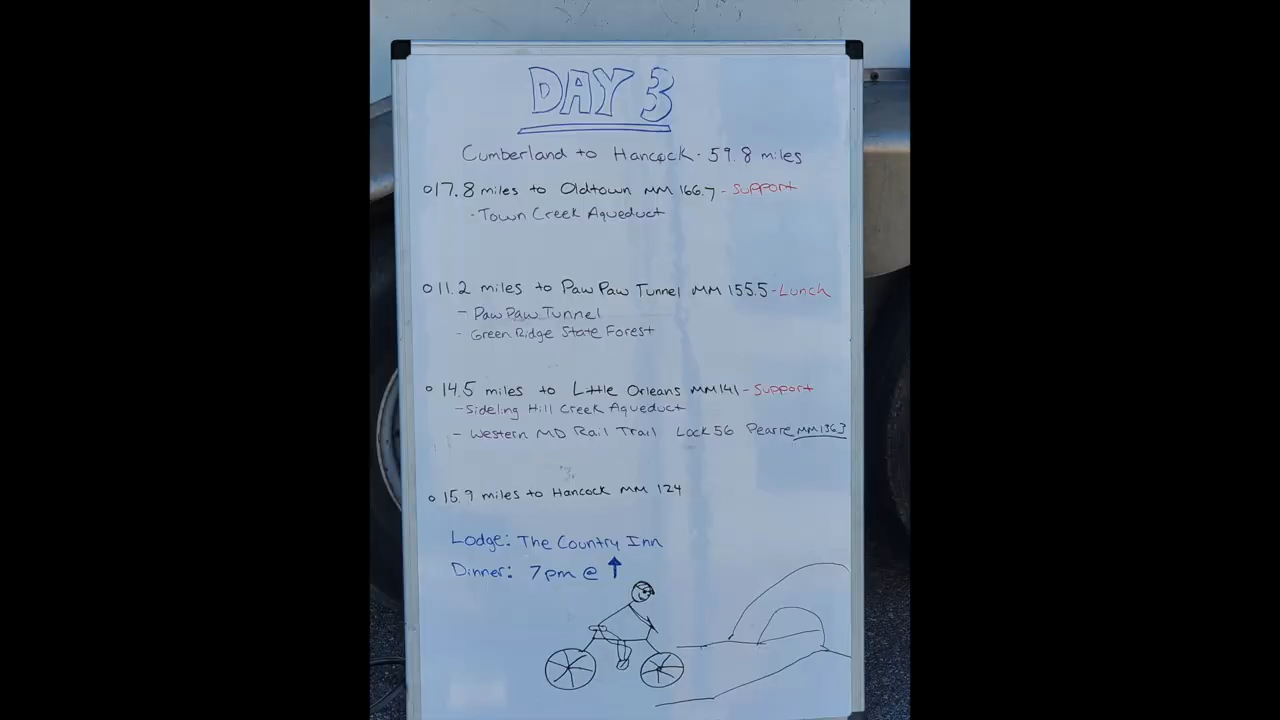 DAY 3
Cumberland to Hancock - 59.8 miles
17.8 miles to Oldtown MM 166.7 - Support
- Town Creek Aqueduct
11.2 miles to Paw Paw Tunnel MM 155.5 - Lunch
- Paw Paw Tunnel
- Green Ridge State Forest
14.5 miles to Little Orleans MM 141 - Support
- Sideling Hill Creek Aqueduct
- Western MD Rail Trail Lock 56 Pearre MM 136.3
15.9 miles to Hancock MM 124
Lodge: The Country Inn
Dinner: 7pm @ ↑